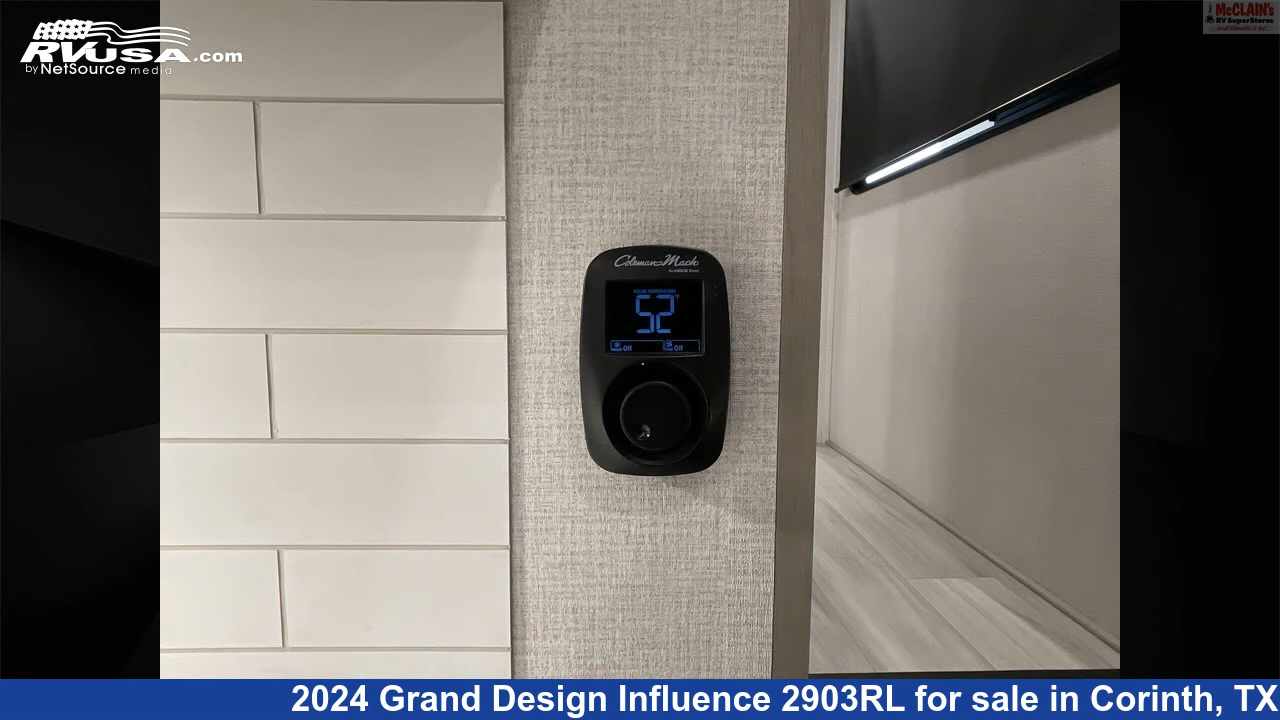 RVUSA.com
by NetSource media
McCLAIN's
RV SuperStores
Coleman-Mach
ROOM TEMPERATURE
52 °F
Off
Off
2024 Grand Design Influence 2903RL for sale in Corinth, TX